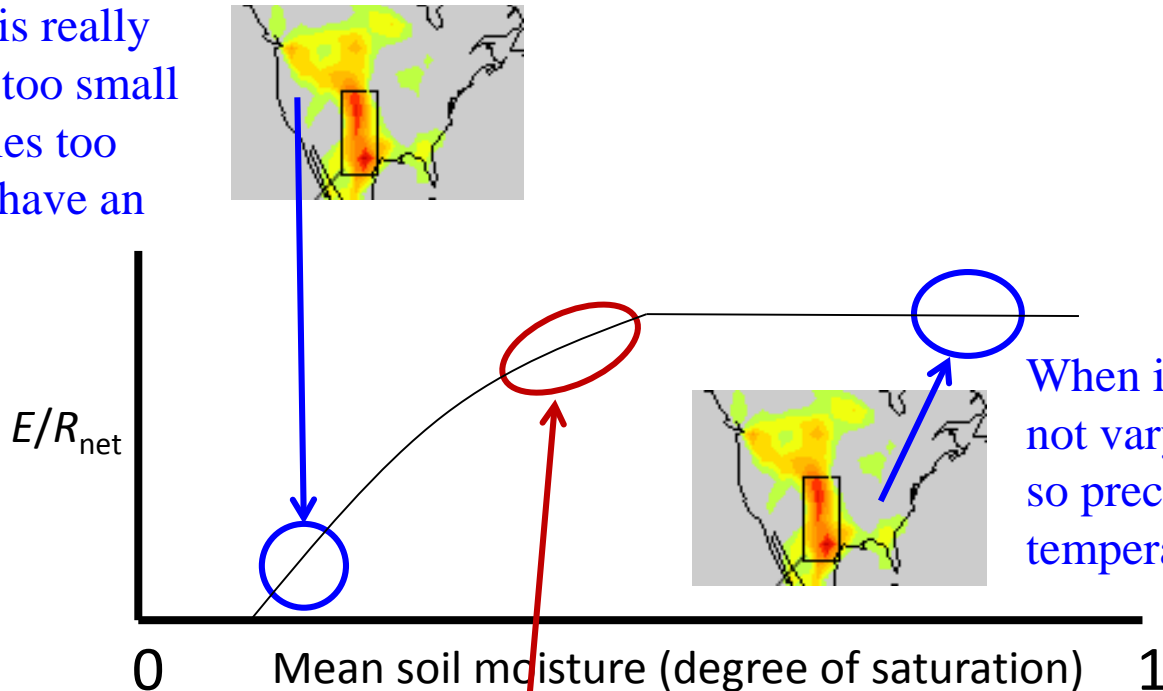 is really
too small
es too
have an
E/Rnet
When i
not vary
so prec
tempera
0 Mean soil moisture (degree of saturation) 1